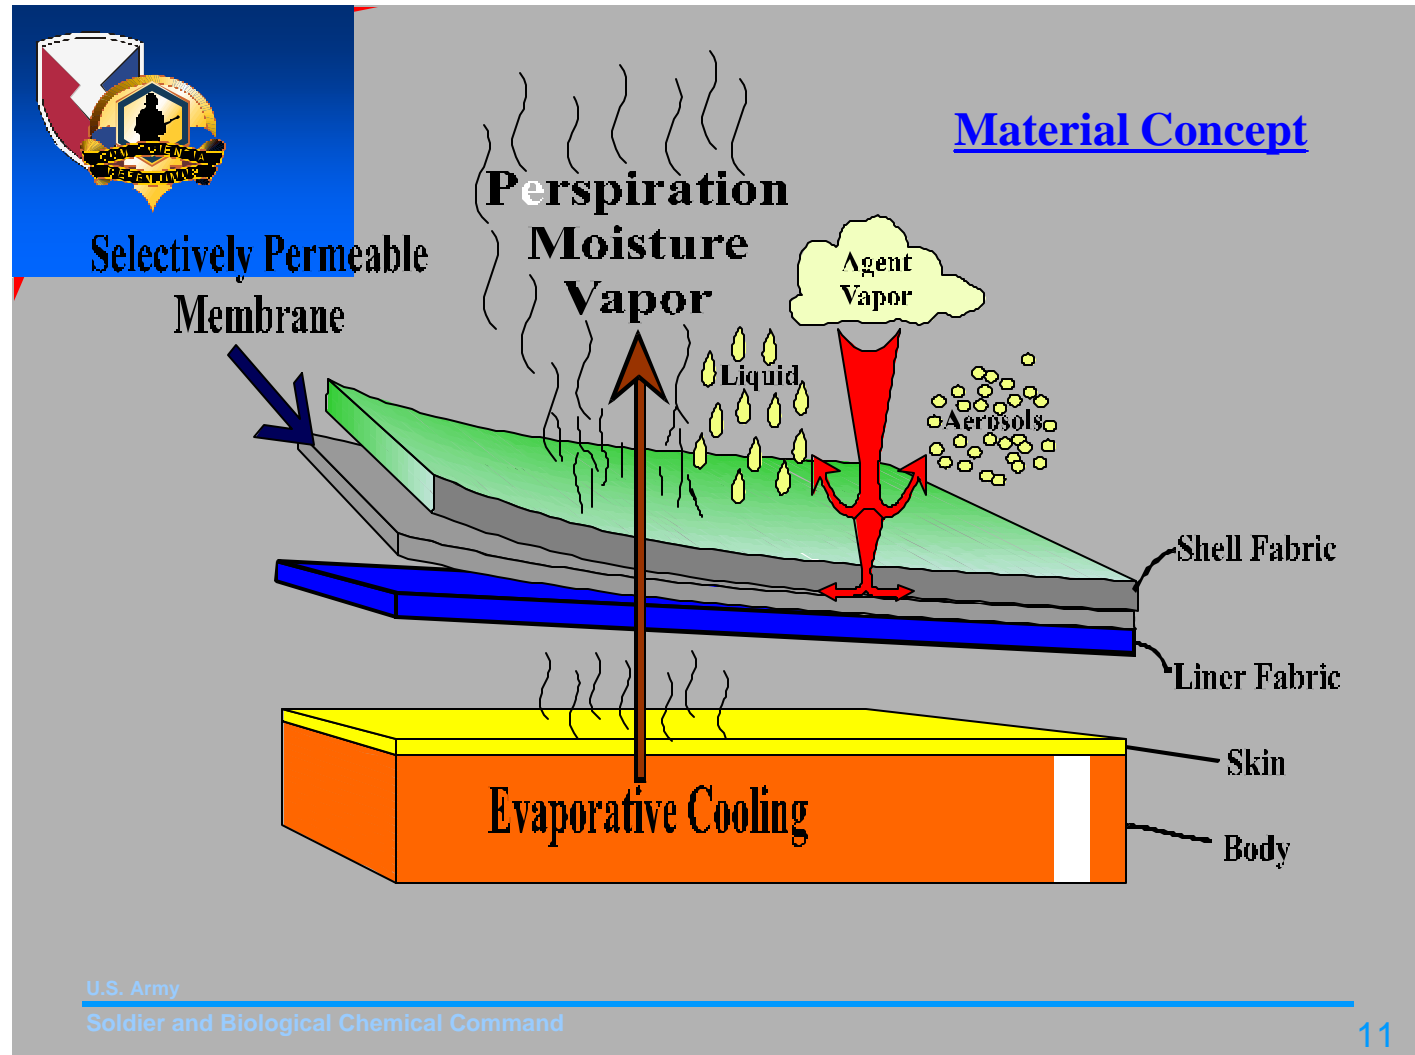 Material Concept
Perspiration
Moisture
Vapor
Selectively Permeable
Membrane
Agent
Vapor
Liquid
Aerosols
Shell Fabric
Liner Fabric
Skin
Evaporative Cooling
Body
U.S. Army
Soldier and Biological Chemical Command
11